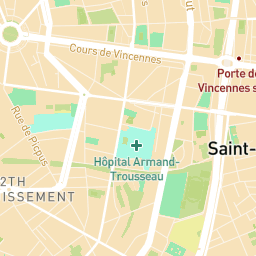 Cours de Vincennes
Porte de
Vincennes s
Rue de Picpus
Hôpital Armand-
Trousseau
Saint-
2TH
ISSEMENT